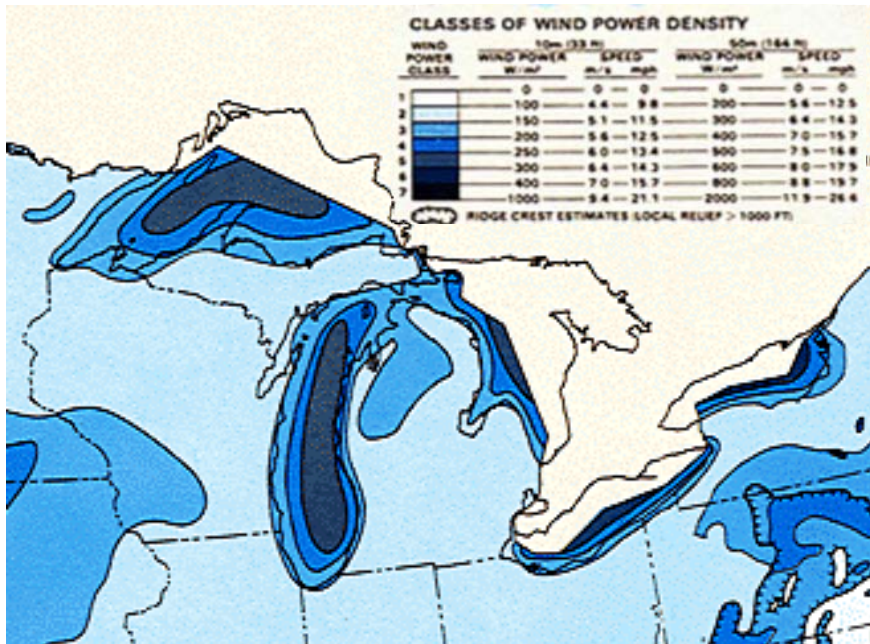 CLASSES OF WIND POWER DENSITY
WIND POWER CLASS 10m (33 ft) 50m (164 ft)
WIND POWER W/m² SPEED m/s mph WIND POWER W/m² SPEED m/s mph
0 0 0 0 0 0
1 100 4.4 9.8 200 5.6 12.5
2 150 5.1 11.5 300 6.4 14.3
3 200 5.6 12.5 400 7.0 15.7
4 250 6.0 13.4 500 7.5 16.8
5 300 6.4 14.3 600 8.0 17.9
6 400 7.0 15.7 800 8.8 19.7
7 1000 9.4 21.1 2000 11.9 26.6
RIDGE CREST ESTIMATES (LOCAL RELIEF > 1000 FT)